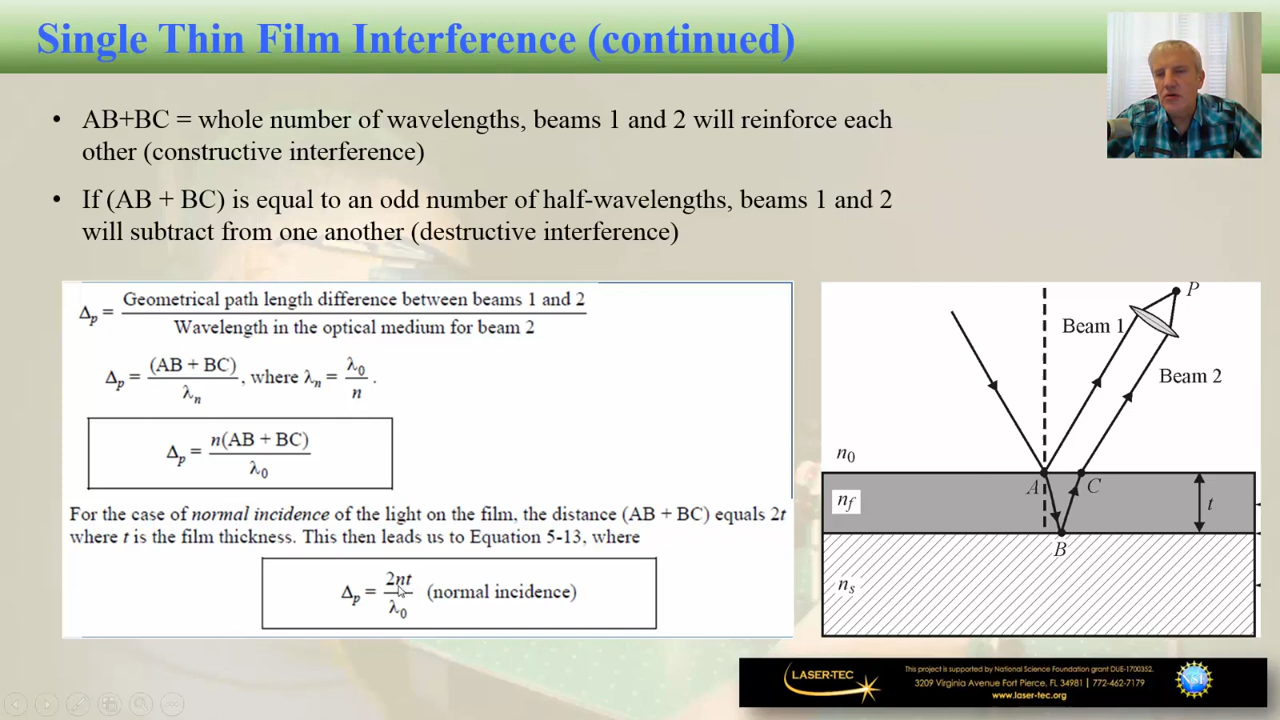 Single Thin Film Interference (continued)
• AB+BC = whole number of wavelengths, beams 1 and 2 will reinforce each
other (constructive interference)
• If (AB + BC) is equal to an odd number of half-wavelengths, beams 1 and 2
will subtract from one another (destructive interference)
Δp = Geometrical path length difference between beams 1 and 2
Wavelength in the optical medium for beam 2
Δp = (AB + BC) / λn , where λn = λ0 / n .
Δp = n(AB + BC) / λ0
For the case of normal incidence of the light on the film, the distance (AB + BC) equals 2t
where t is the film thickness. This then leads us to Equation 5-13, where
Δp = 2nt / λ0 (normal incidence)
P
Beam 1
Beam 2
n0
A
C
nf
t
B
ns
LASER-TEC
This project is supported by National Science Foundation grant DUE-1700352.
3209 Virginia Avenue Fort Pierce, FL 34981 | 772-462-7179
www.laser-tec.org
NSF